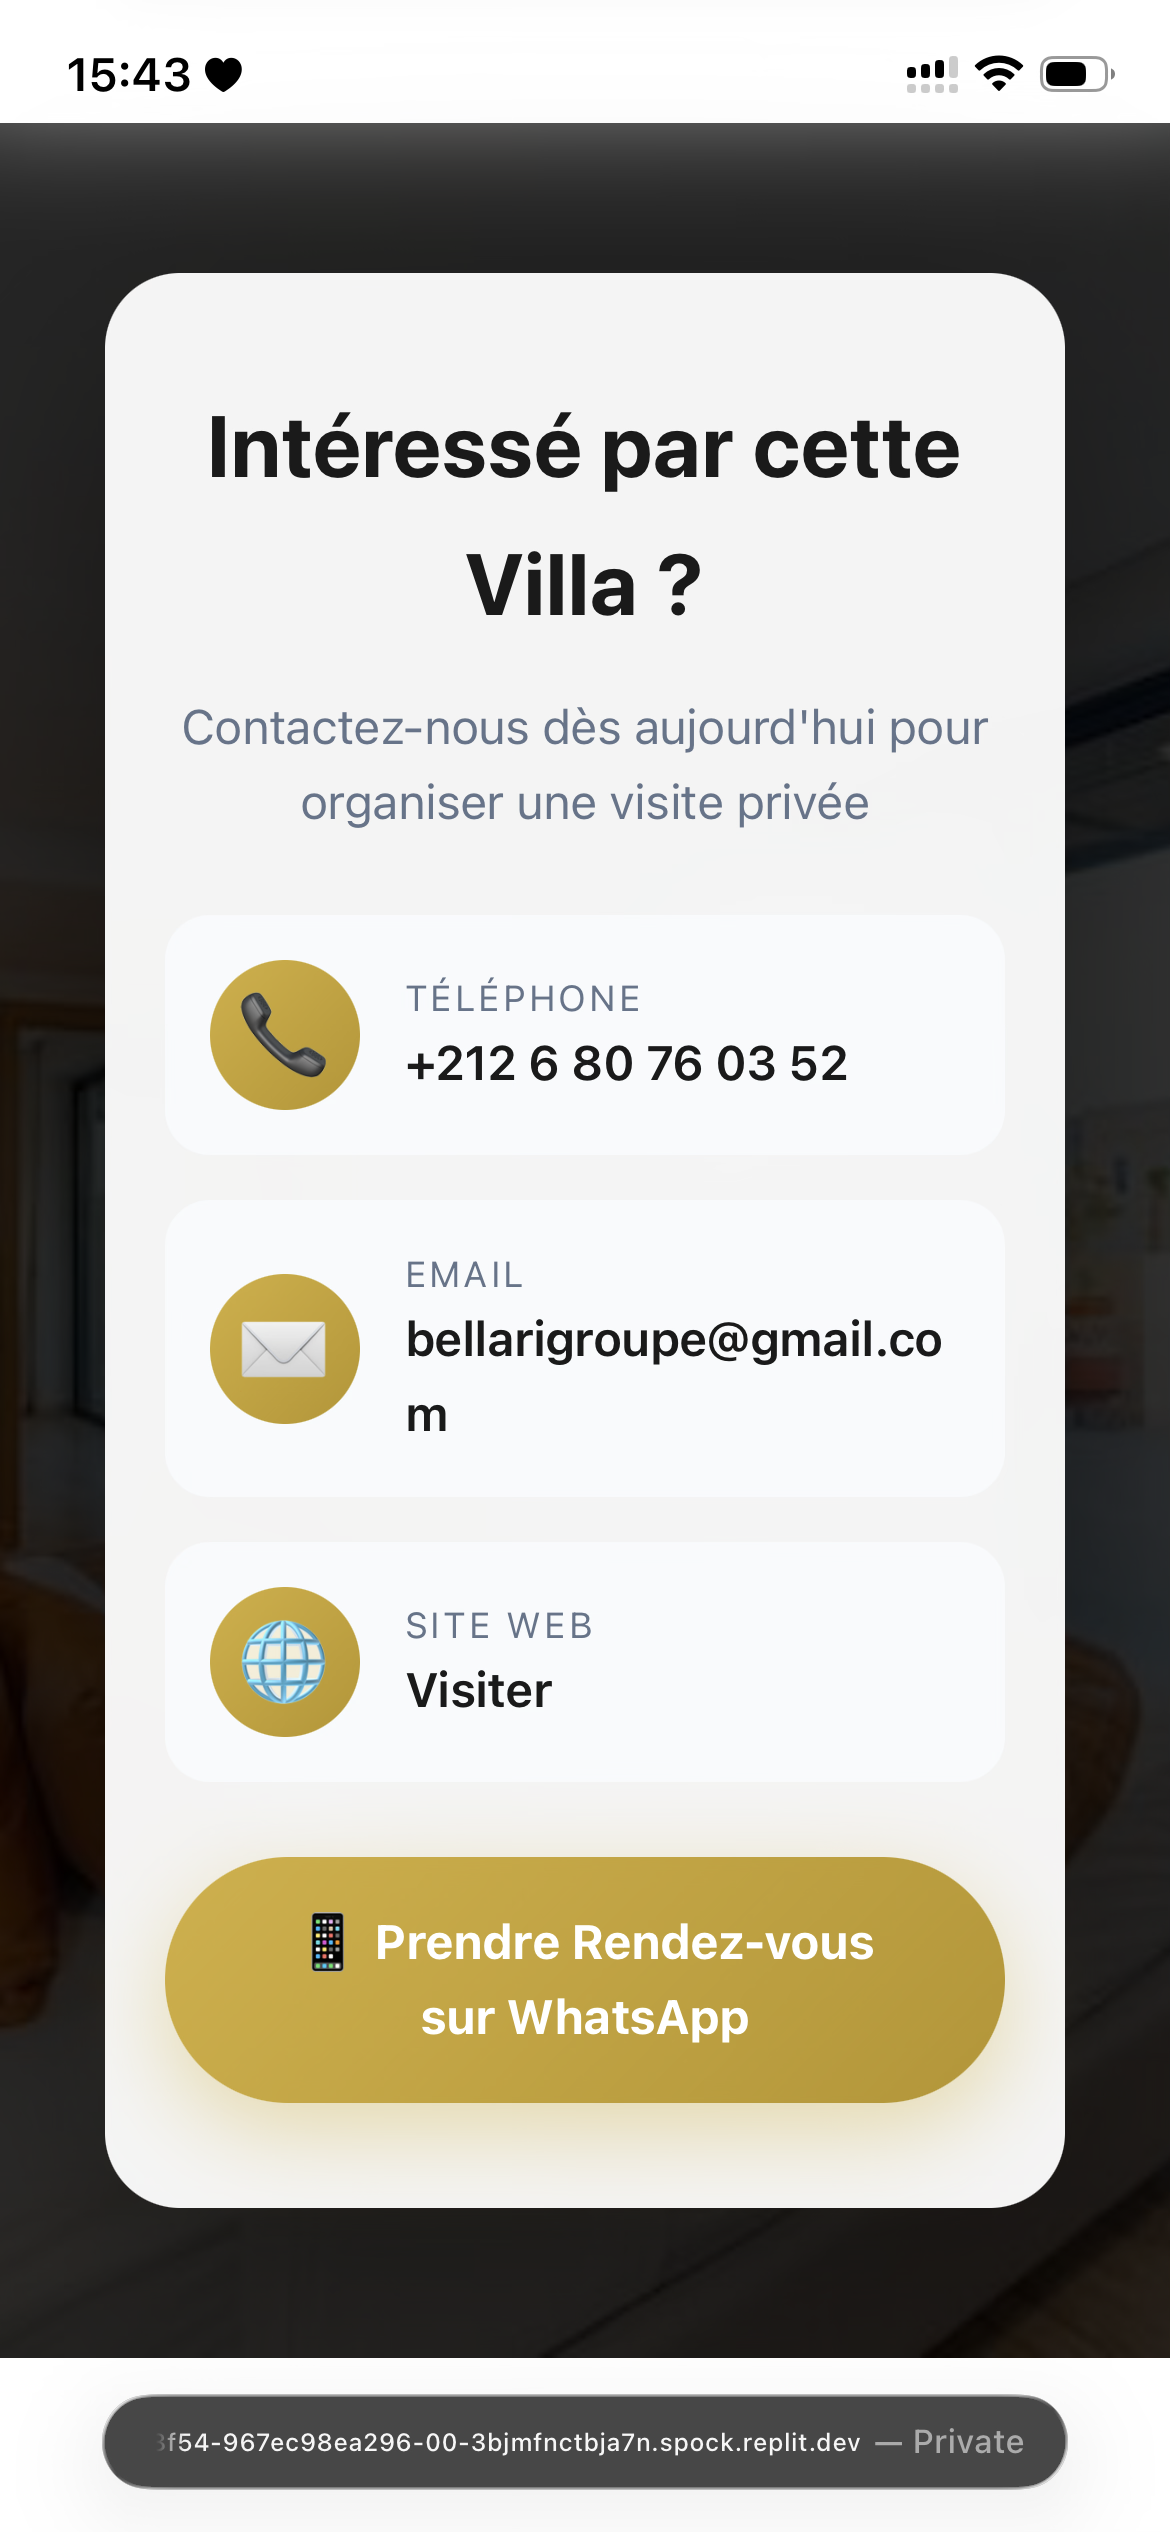 15:43
Intéressé par cette
Villa ?
Contactez-nous dès aujourd'hui pour
organiser une visite privée
TÉLÉPHONE
+212 6 80 76 03 52
EMAIL
bellarigroupe@gmail.co
m
SITE WEB
Visiter
Prendre Rendez-vous
sur WhatsApp
f54-967ec98ea296-00-3bjmfnctbja7n.spock.replit.dev — Private